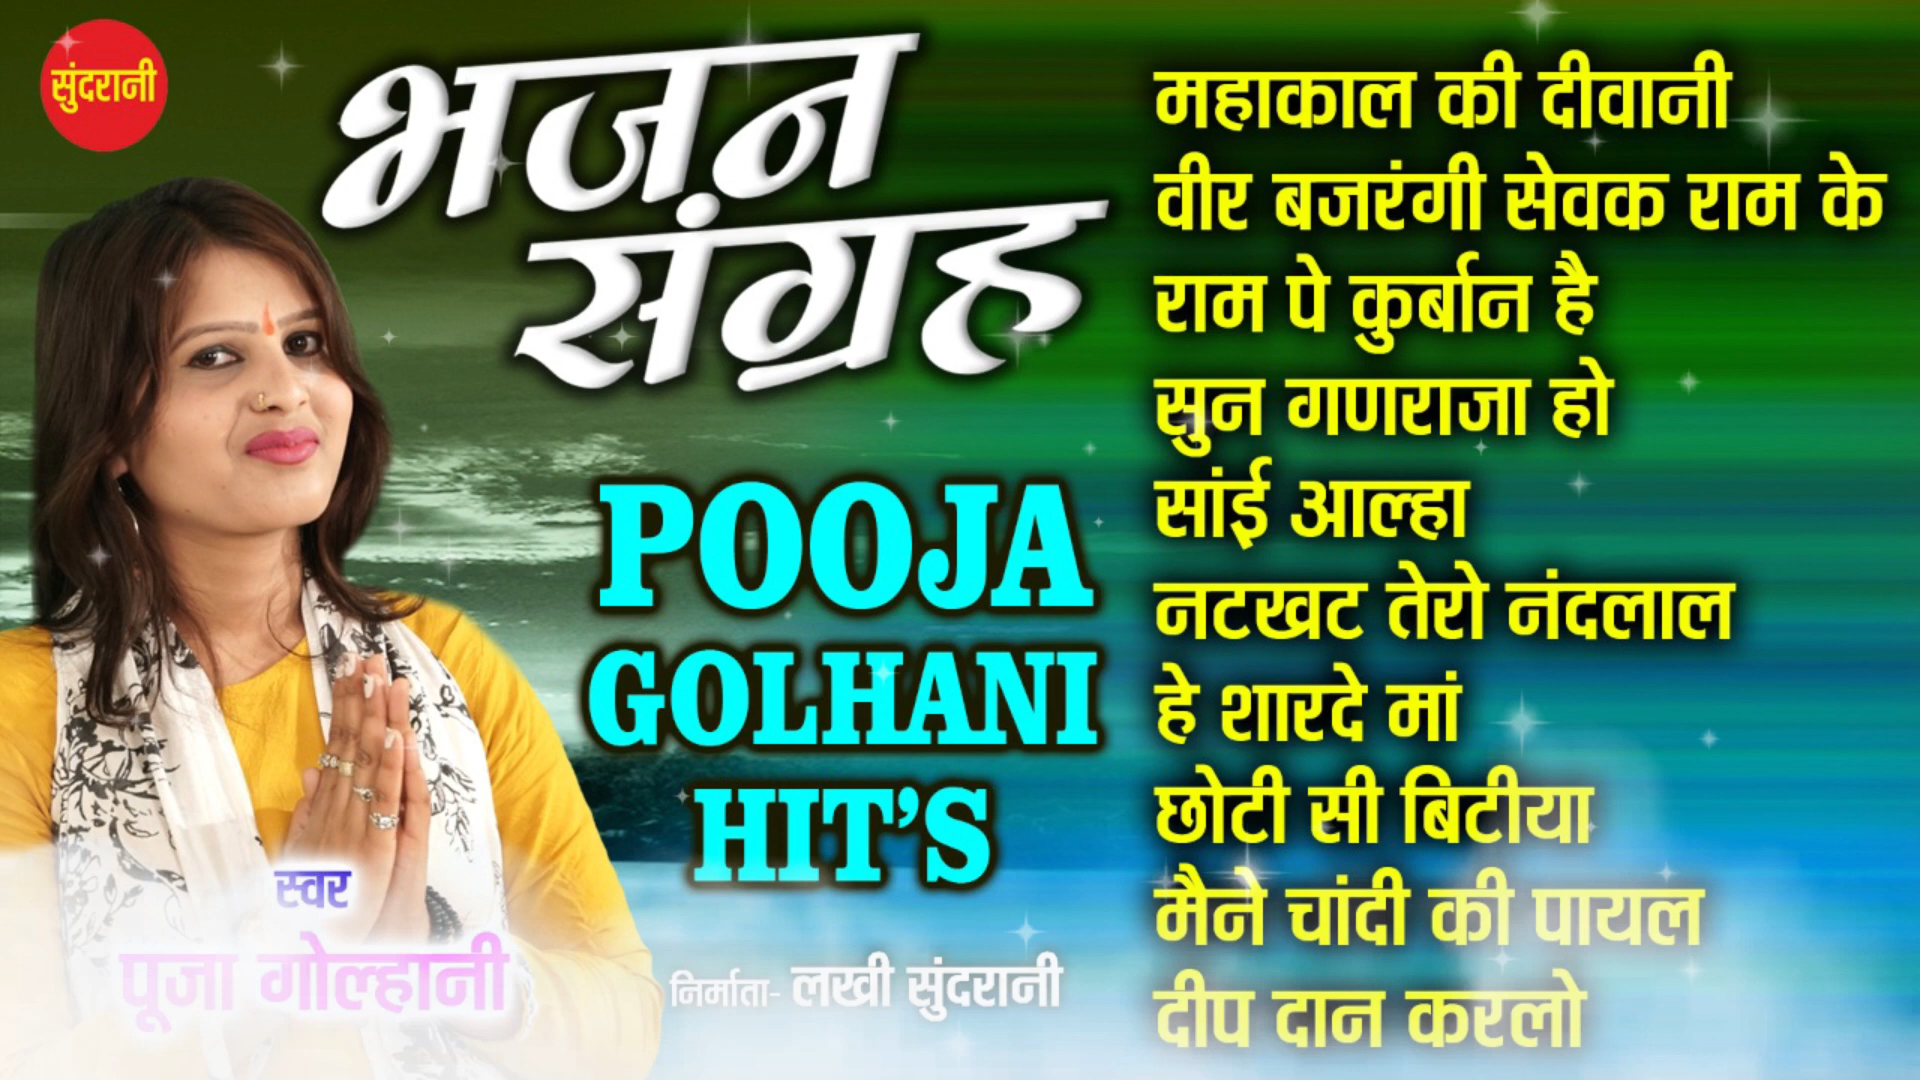 सुंदरानी
भजन
संग्रह
POOJA
GOLHANI
HIT'S
स्वर
पूजा गोल्हानी
निर्माता- लखी सुंदरानी
महाकाल की दीवानी
वीर बजरंगी सेवक राम के
राम पे कुर्बान है
सुन गणराजा हो
सांई आल्हा
नटखट तेरो नंदलाल
हे शारदे मां
छोटी सी बिटीया
मैने चांदी की पायल
दीप दान करलो